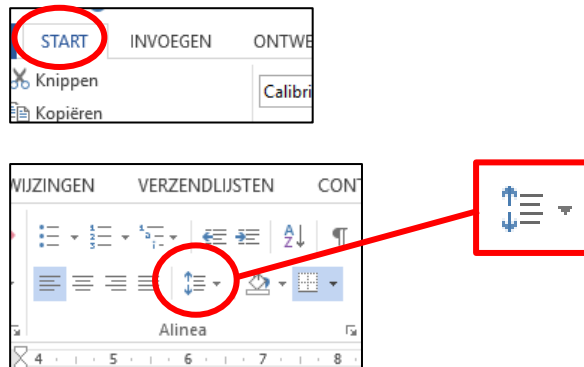 START INVOEGEN ONTWE
Knippen
Calibri
Kopiëren
WIJZINGEN VERZENDLIJSTEN CONT
Alinea
4 5 6 7 8